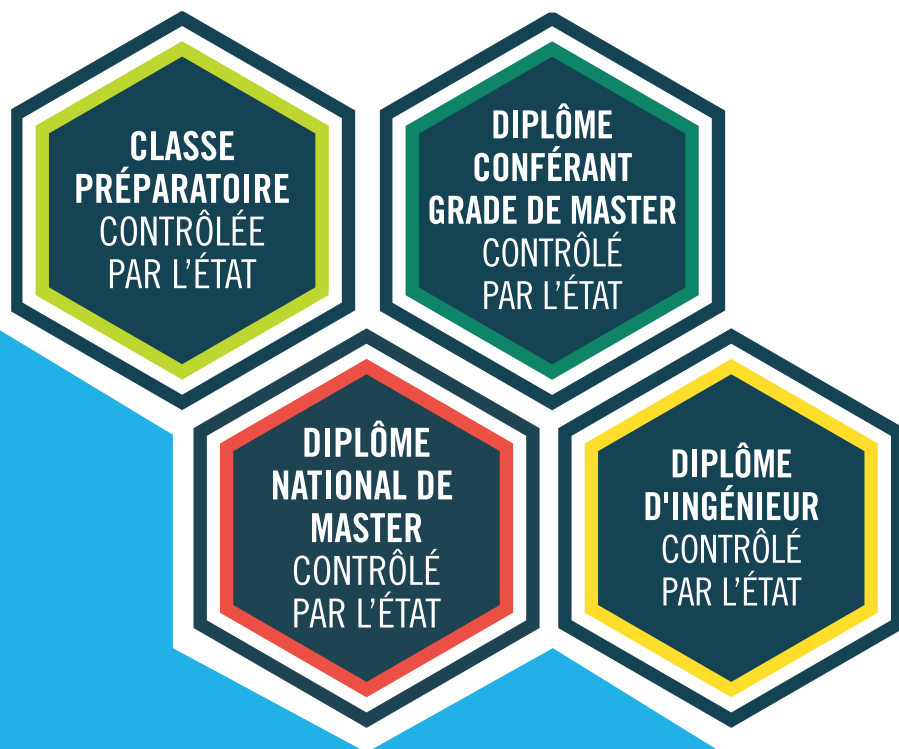 CLASSE
PRÉPARATOIRE
CONTRÔLÉE
PAR L'ÉTAT
DIPLÔME
CONFÉRANT
GRADE DE MASTER
CONTRÔLÉ
PAR L'ÉTAT
DIPLÔME
NATIONAL DE
MASTER
CONTRÔLÉ
PAR L'ÉTAT
DIPLÔME
D'INGÉNIEUR
CONTRÔLÉ
PAR L'ÉTAT